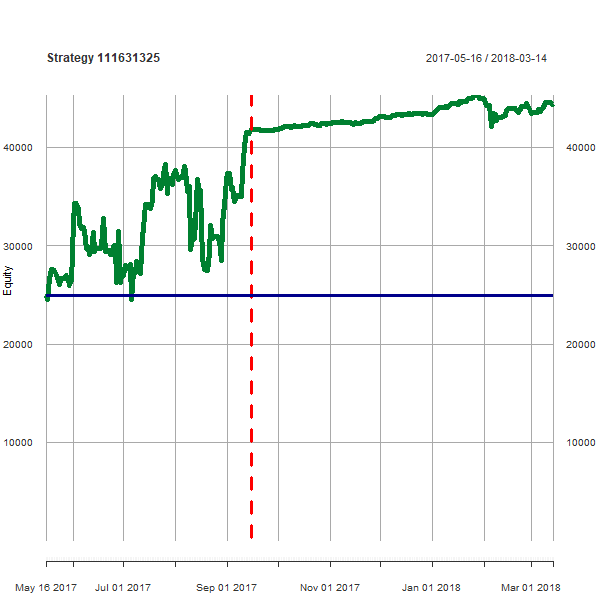 Strategy 111631325
2017-05-16 / 2018-03-14
40000 40000
30000 30000
Equity
20000 20000
10000 10000
May 16 2017 Jul 01 2017 Sep 01 2017 Nov 01 2017 Jan 01 2018 Mar 01 2018